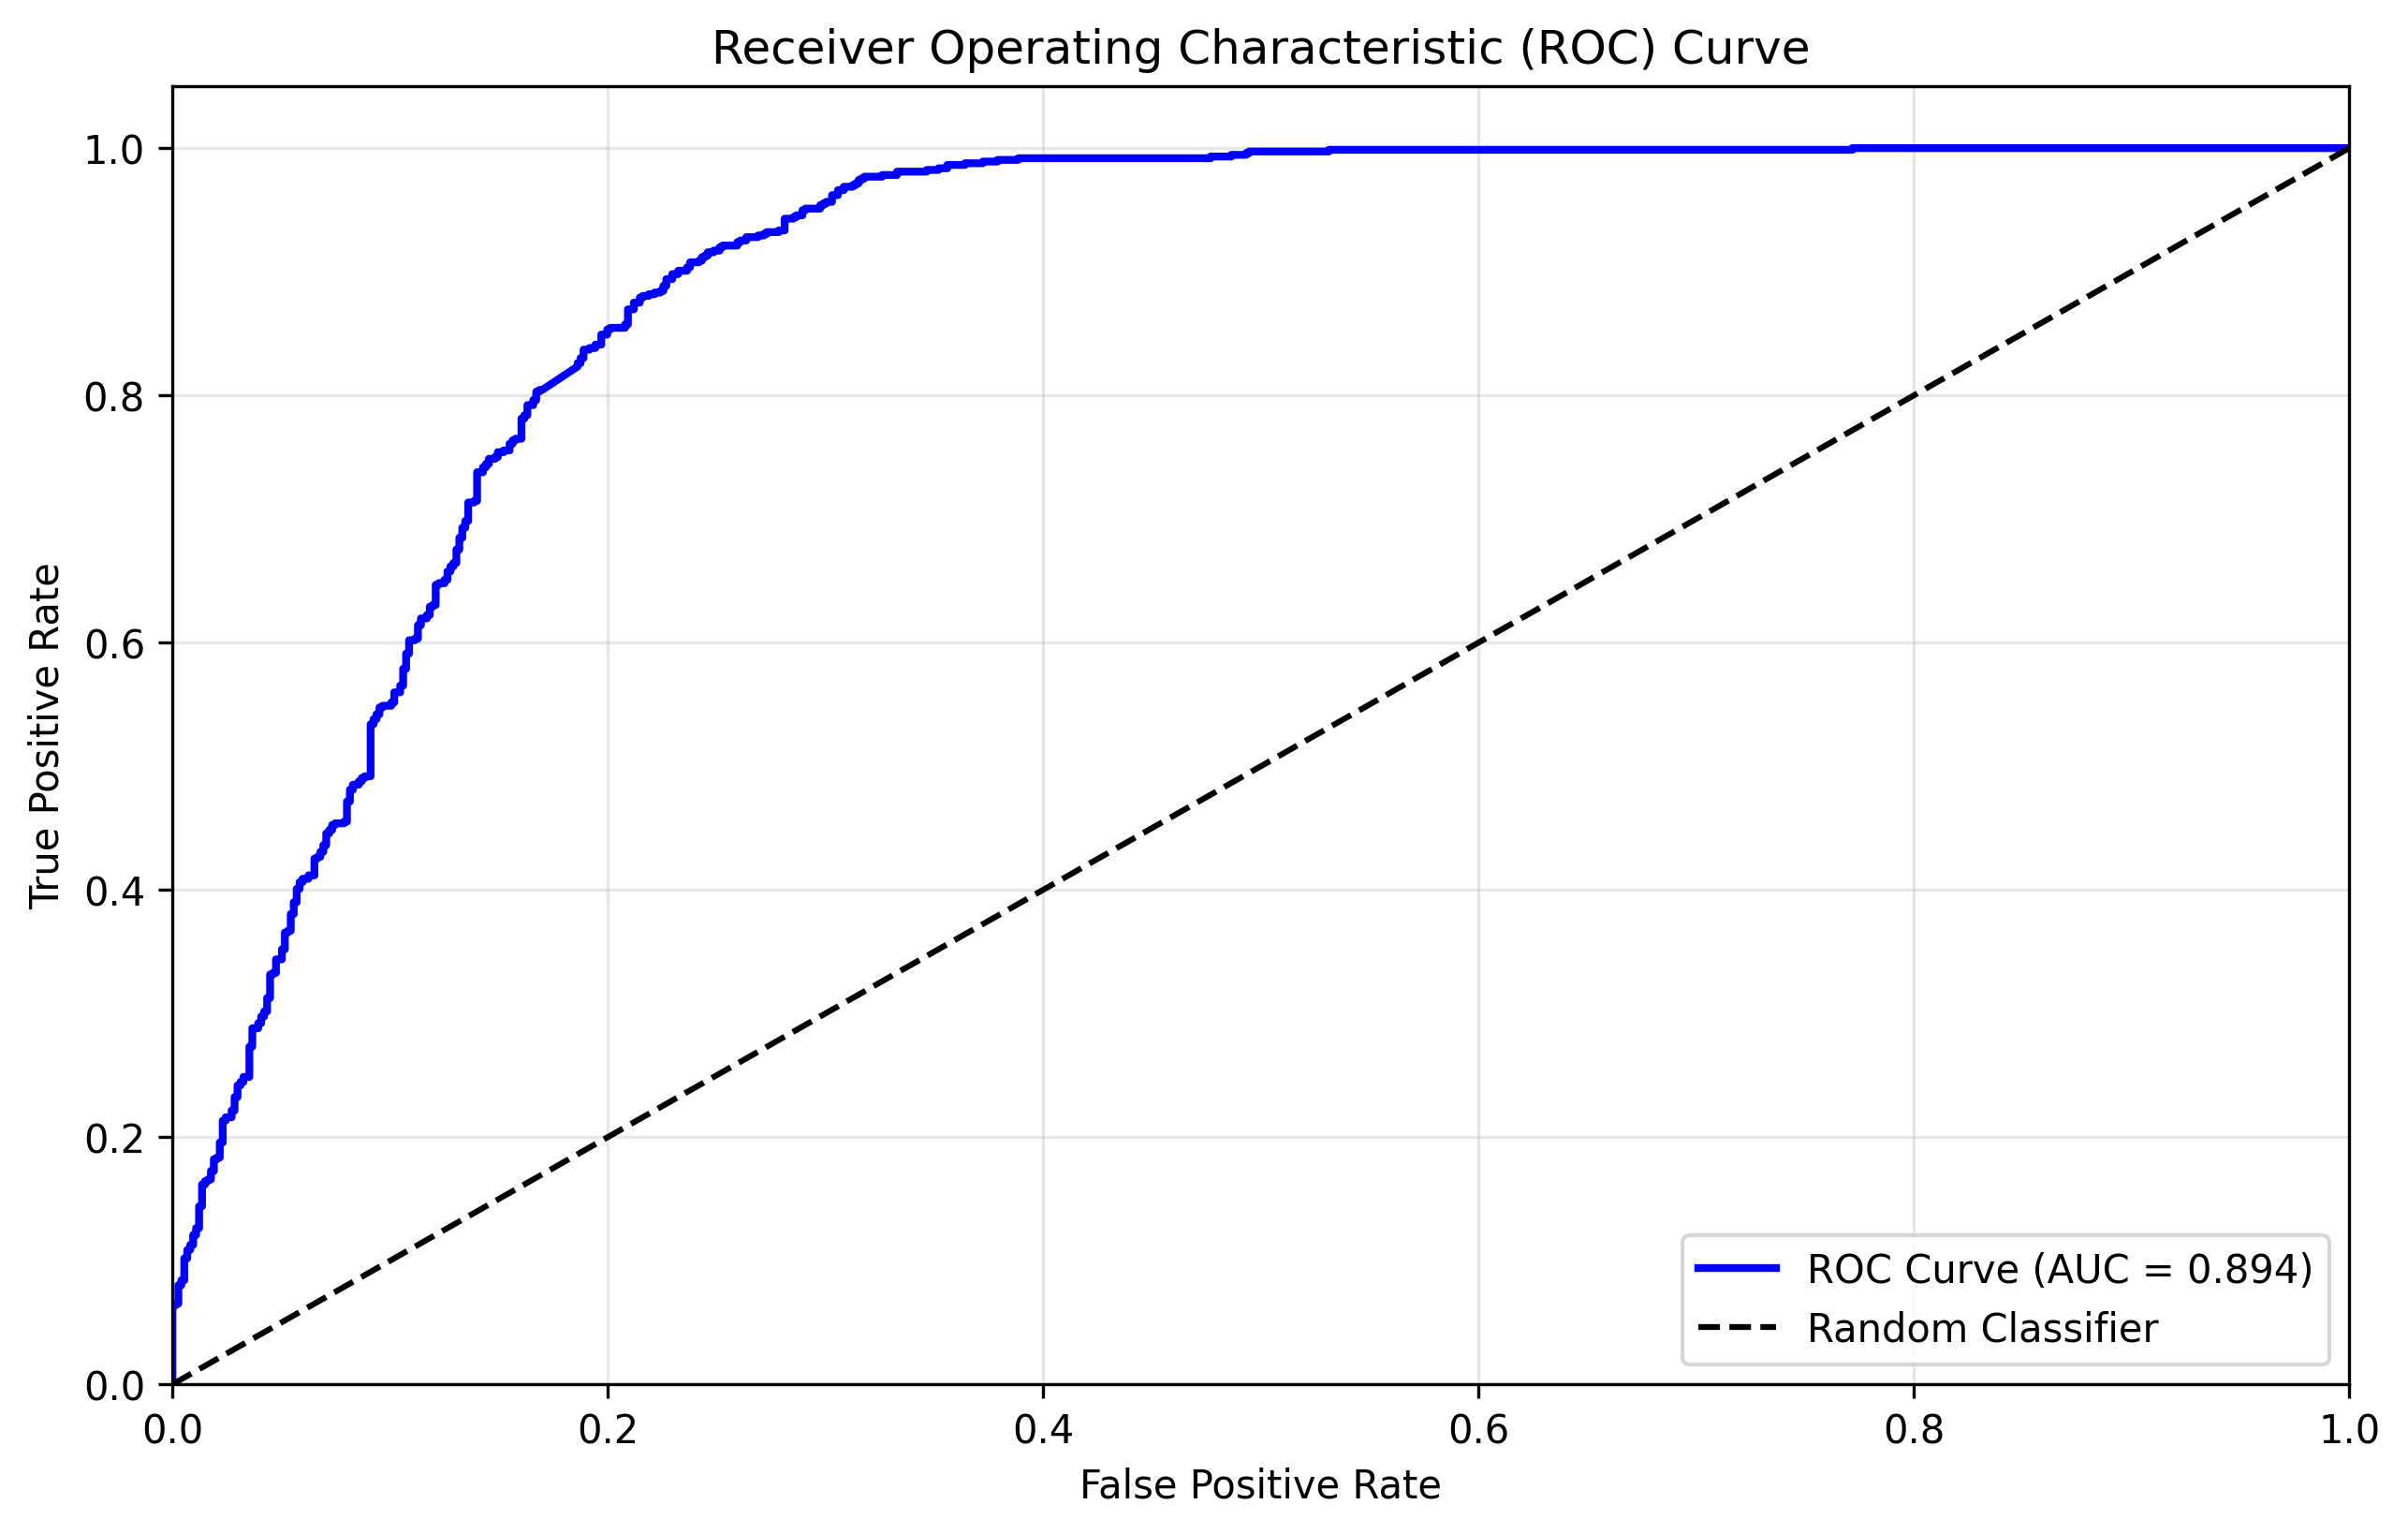 Receiver Operating Characteristic (ROC) Curve
True Positive Rate
1.0
0.8
0.6
0.4
0.2
0.0
0.0 0.2 0.4 0.6 0.8 1.0
False Positive Rate
ROC Curve (AUC = 0.894)
Random Classifier